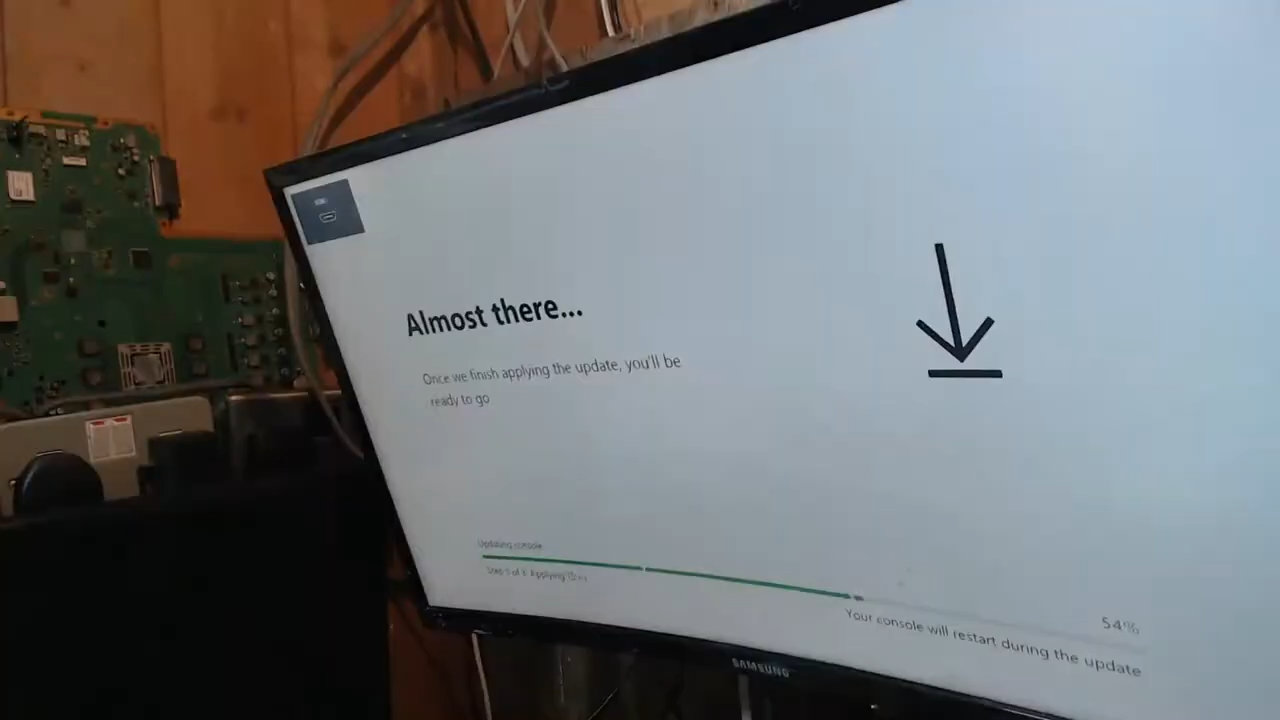 Almost there...
Once we finish applying the update, you'll be
ready to go
Updating console
54%
Your console will restart during the update
SAMSUNG